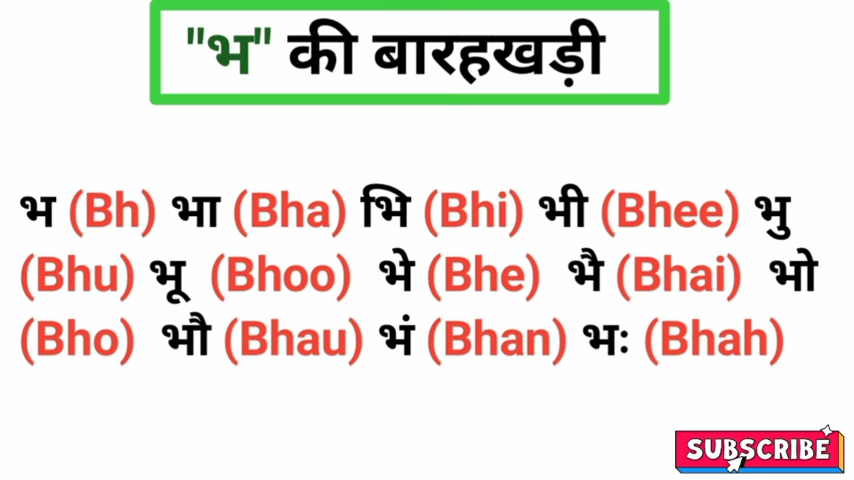 "भ" की बारहखड़ी
भ (Bh) भा (Bha) भि (Bhi) भी (Bhee) भु
(Bhu) भू (Bhoo) भे (Bhe) भै (Bhai) भो
(Bho) भौ (Bhau) भं (Bhan) भः (Bhah)
SUBSCRIBE